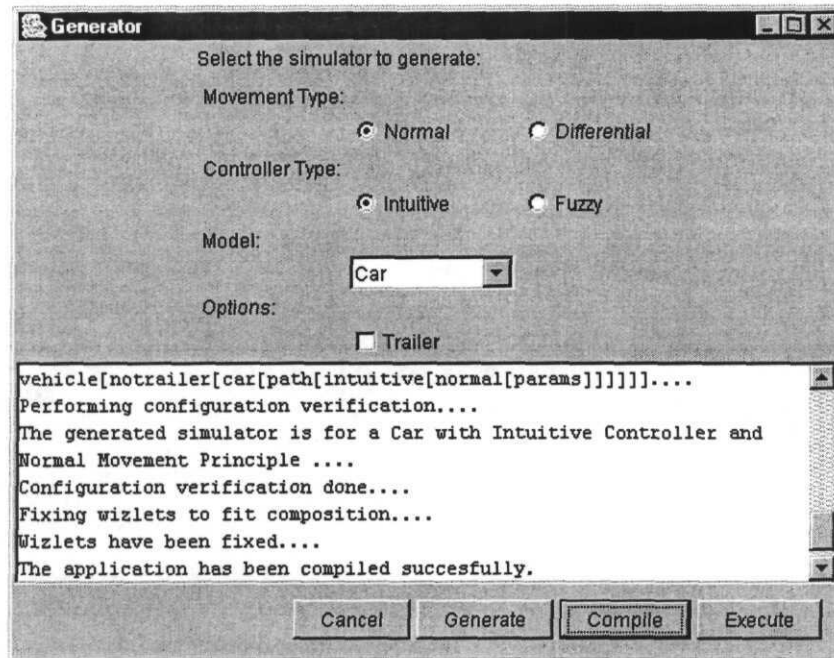 Generator
Select the simulator to generate:
Movement Type:
Normal Differential
Controller Type:
Intuitive Fuzzy
Model:
Car
Options:
Trailer
vehicle[notrailer[car[path[intuitive[normal[params]]]]]]....
Performing configuration verification....
The generated simulator is for a Car with Intuitive Controller and
Normal Movement Principle ....
Configuration verification done....
Fixing wizlets to fit composition....
Wizlets have been fixed....
The application has been compiled succesfully.
Cancel Generate Compile Execute